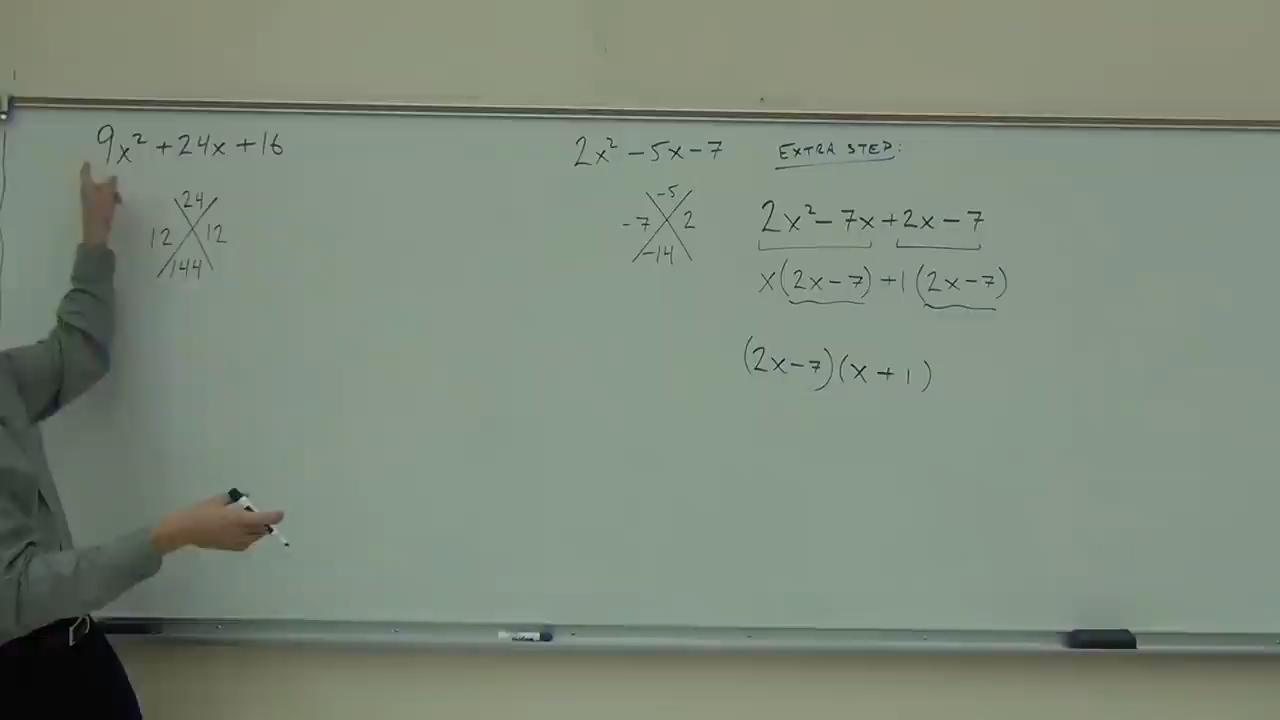 9x² + 24x + 16
24
12 12
144
2x² - 5x - 7
-5
-7 2
-14
EXTRA STEP:
2x² - 7x + 2x - 7
x(2x - 7) + 1(2x - 7)
(2x - 7)(x + 1)